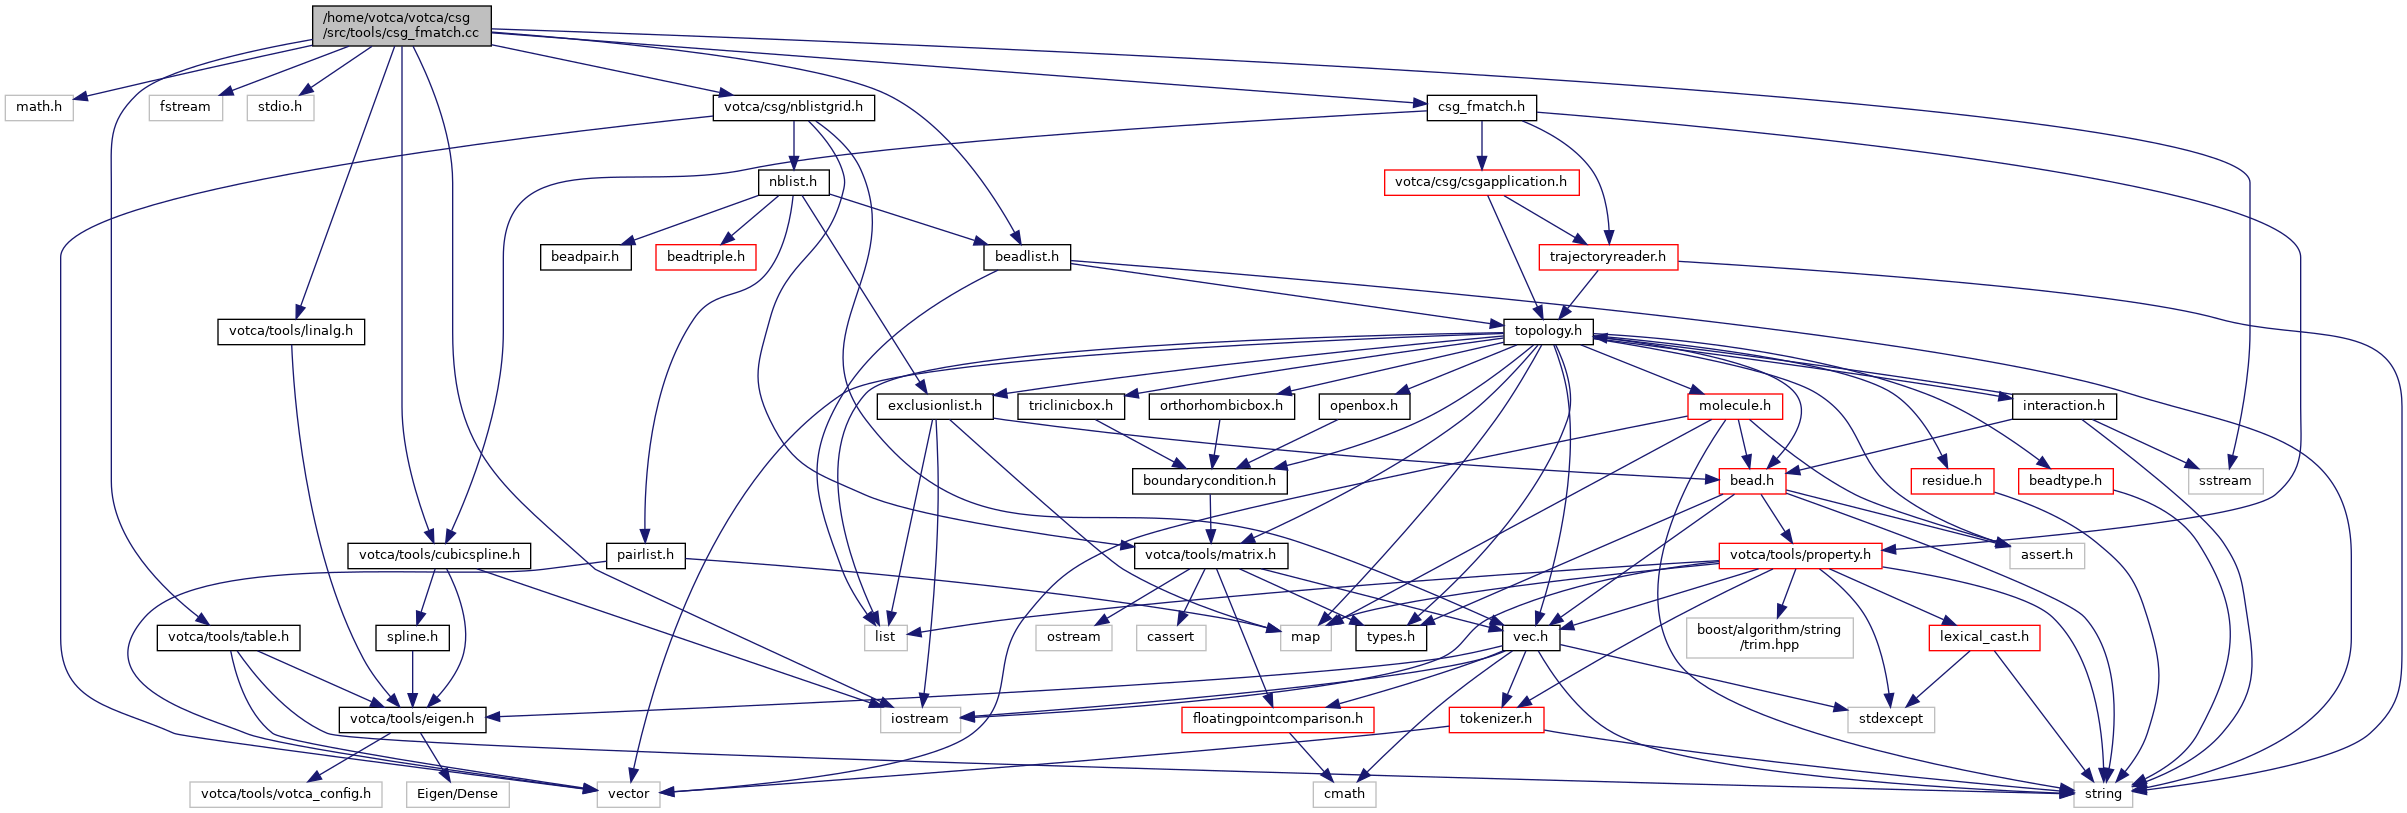 /home/votca/votca/csg
/src/tools/csg_fmatch.cc
math.h
fstream
stdio.h
votca/csg/nblistgrid.h
csg_fmatch.h
nblist.h
votca/csg/csgapplication.h
beadpair.h
beadtriple.h
beadlist.h
trajectoryreader.h
votca/tools/linalg.h
topology.h
exclusionlist.h
triclinicbox.h
orthorhombicbox.h
openbox.h
molecule.h
interaction.h
boundarycondition.h
bead.h
residue.h
beadtype.h
sstream
votca/tools/cubicspline.h
pairlist.h
votca/tools/matrix.h
votca/tools/property.h
assert.h
votca/tools/table.h
spline.h
list
ostream
cassert
map
types.h
vec.h
boost/algorithm/string
/trim.hpp
lexical_cast.h
votca/tools/eigen.h
iostream
floatingpointcomparison.h
tokenizer.h
stdexcept
votca/tools/votca_config.h
Eigen/Dense
vector
cmath
string